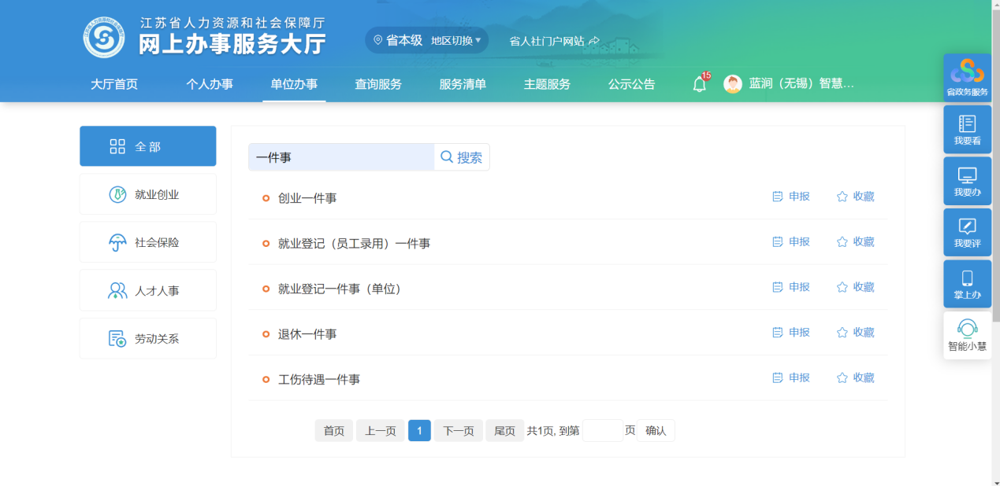 江苏省人力资源和社会保障厅
网上办事服务大厅
省本级 地区切换 省人社门户网站
大厅首页 个人办事 单位办事 查询服务 服务清单 主题服务 公示公告 15 蓝涧（无锡）智慧...
省政务服务
我要看
我要办
我要评
掌上办
智能小慧
全部
就业创业
社会保险
人才人事
劳动关系
一件事 搜索
创业一件事 申报 收藏
就业登记（员工录用）一件事 申报 收藏
就业登记一件事（单位） 申报 收藏
退休一件事 申报 收藏
工伤待遇一件事 申报 收藏
首页 上一页 1 下一页 尾页 共1页, 到第 页 确认